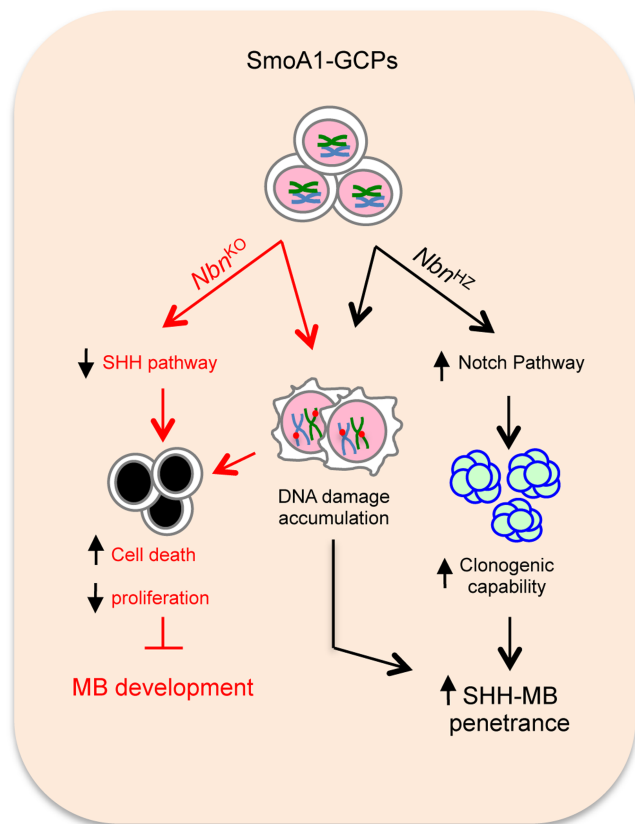 SmoA1-GCPs
Nbn^KO
Nbn^HZ
↓ SHH pathway
↑ Notch Pathway
DNA damage
accumulation
↑ Cell death
↓ proliferation
↑ Clonogenic
capability
MB development
↑ SHH-MB
penetrance